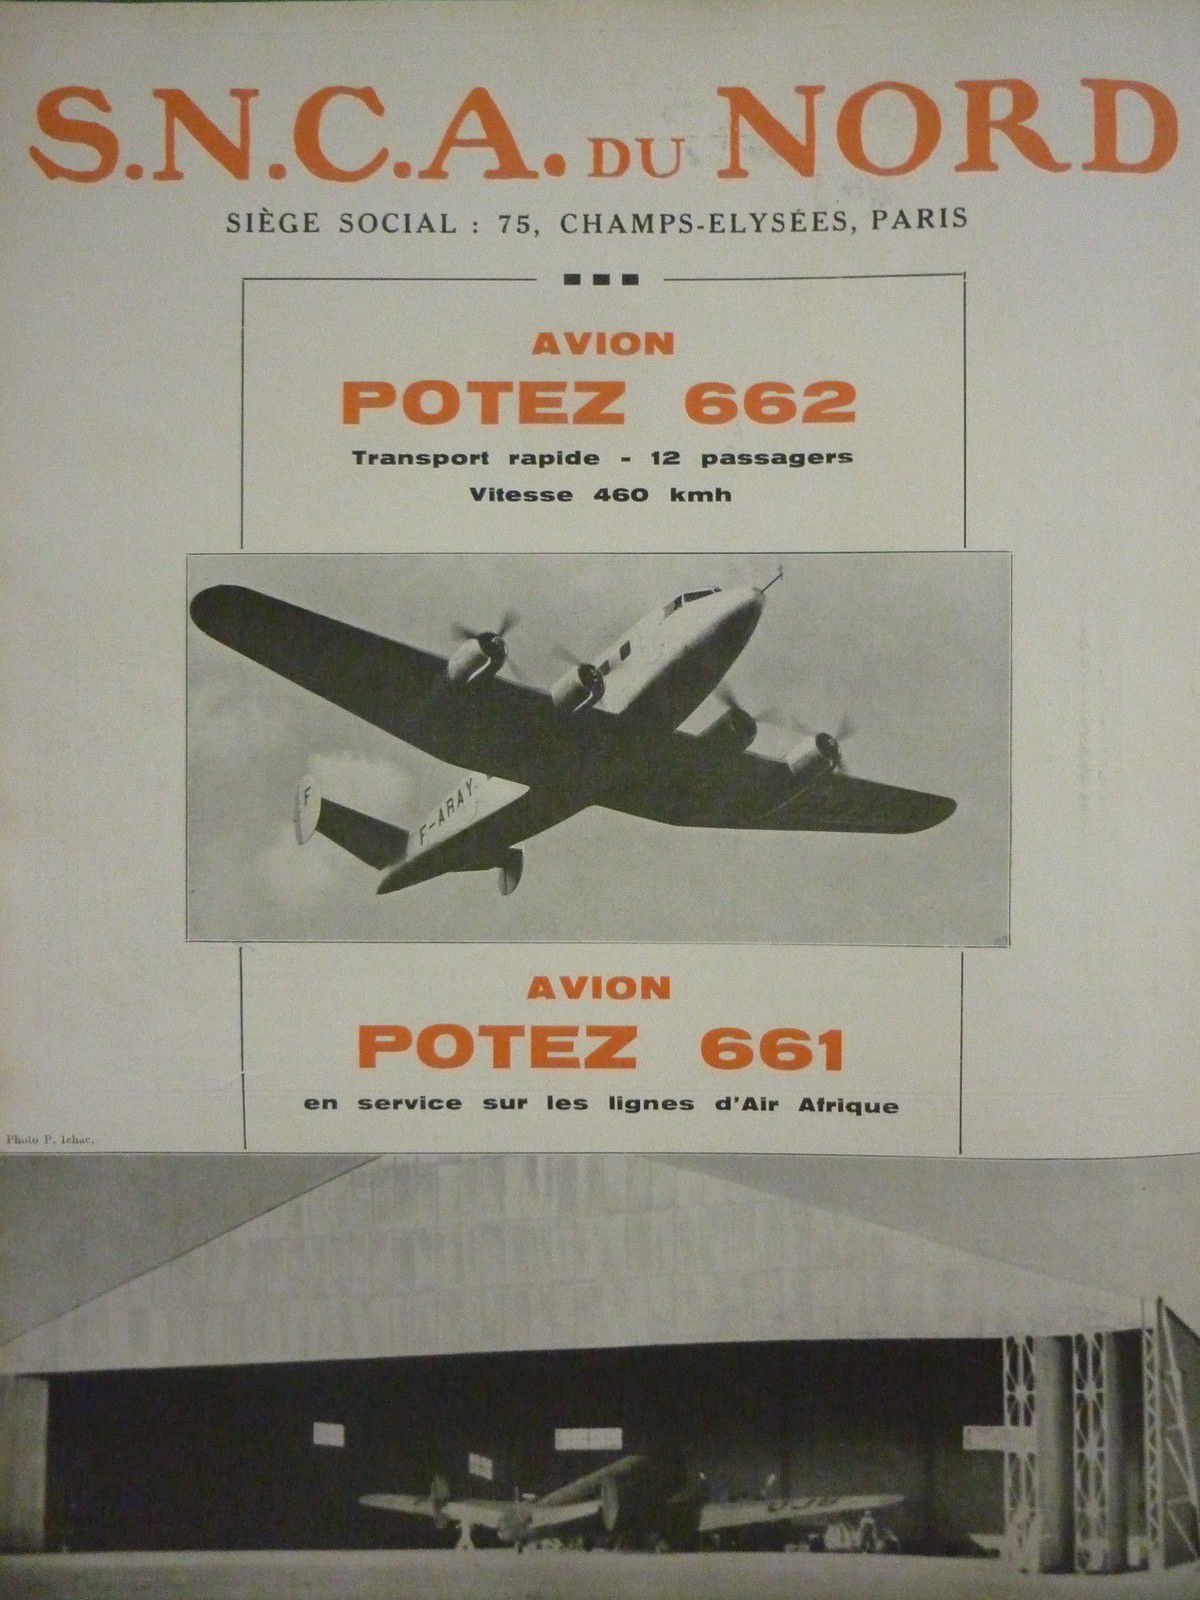 S.N.C.A. DU NORD
SIÈGE SOCIAL : 75, CHAMPS-ELYSÉES, PARIS
AVION
POTEZ 662
Transport rapide - 12 passagers
Vitesse 460 kmh
F
F-ARAY
AVION
POTEZ 661
en service sur les lignes d'Air Afrique
Photo P. Ichac.